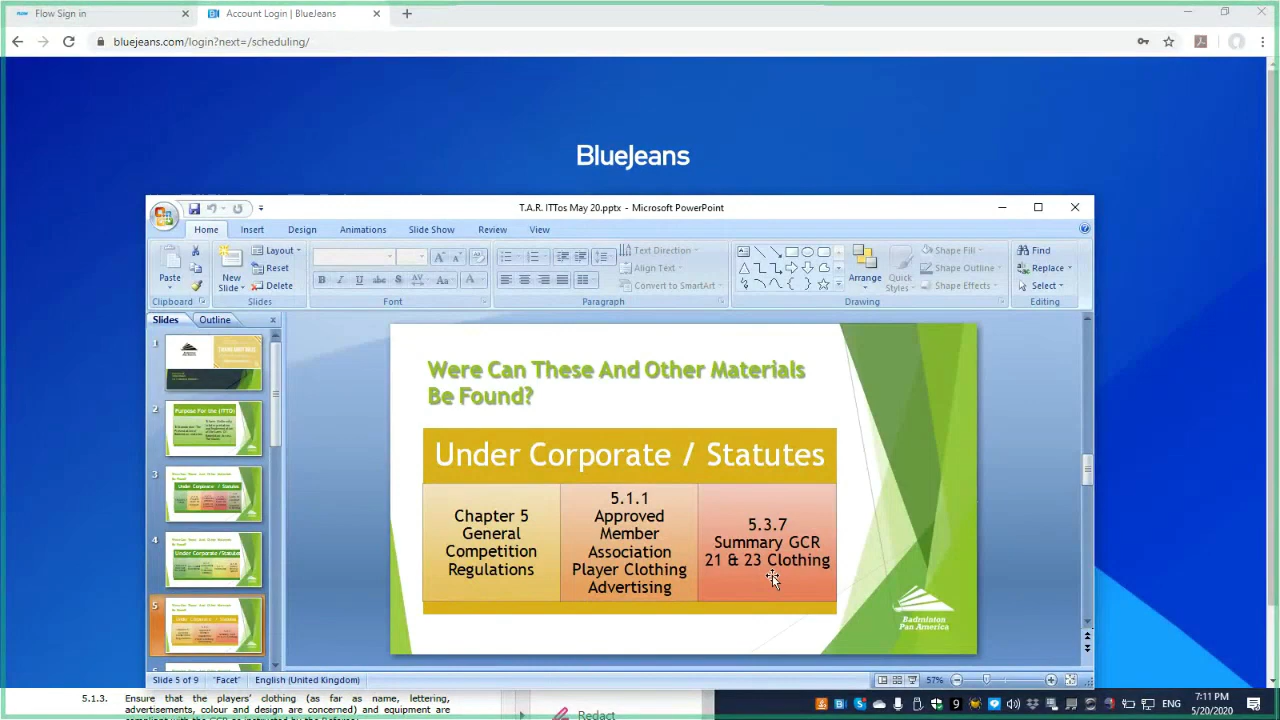 Flow Sign in
Account Login | BlueJeans
bluejeans.com/login?next=/scheduling/
BlueJeans
T.A.R. ITTos May 20.pptx - Microsoft PowerPoint
Home Insert Design Animations Slide Show Review View
Paste
New
Slide
Layout
Reset
Delete
Text Direction
Align Text
Convert to SmartArt
Arrange
Quick
Styles
Shape Fill
Shape Outline
Shape Effects
Find
Replace
Select
Clipboard Slides Font Paragraph Drawing Editing
Slides Outline
1
2
3
4
5
Were Can These And Other Materials
Be Found?
Under Corporate / Statutes
Chapter 5
General
Competition
Regulations
5.1.1
Approved
Member
Association
Player Clothing
Advertising
5.3.7
Summary GCR
21 & 23 Clothing
Badminton
Pan America
Slide 5 of 9 "Facet" English (United Kingdom) 57%
5.1.3. Ensure that the players' clothing (as far as name, lettering,
advertisements, colour and design are concerned) and equipment are
Redact
ENG
7:11 PM
5/20/2020